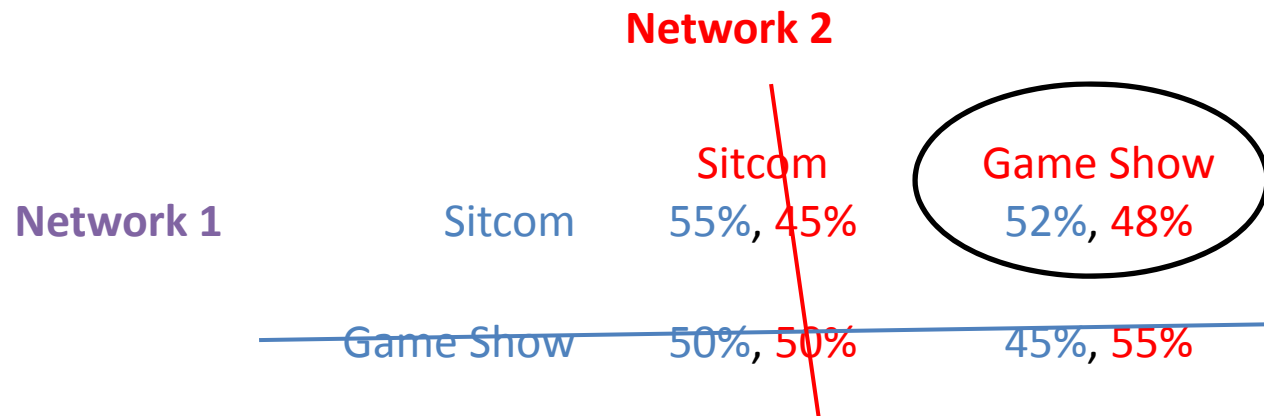 Network 2
Sitcom Game Show
Network 1 Sitcom 55%, 45% 52%, 48%
Game Show 50%, 50% 45%, 55%